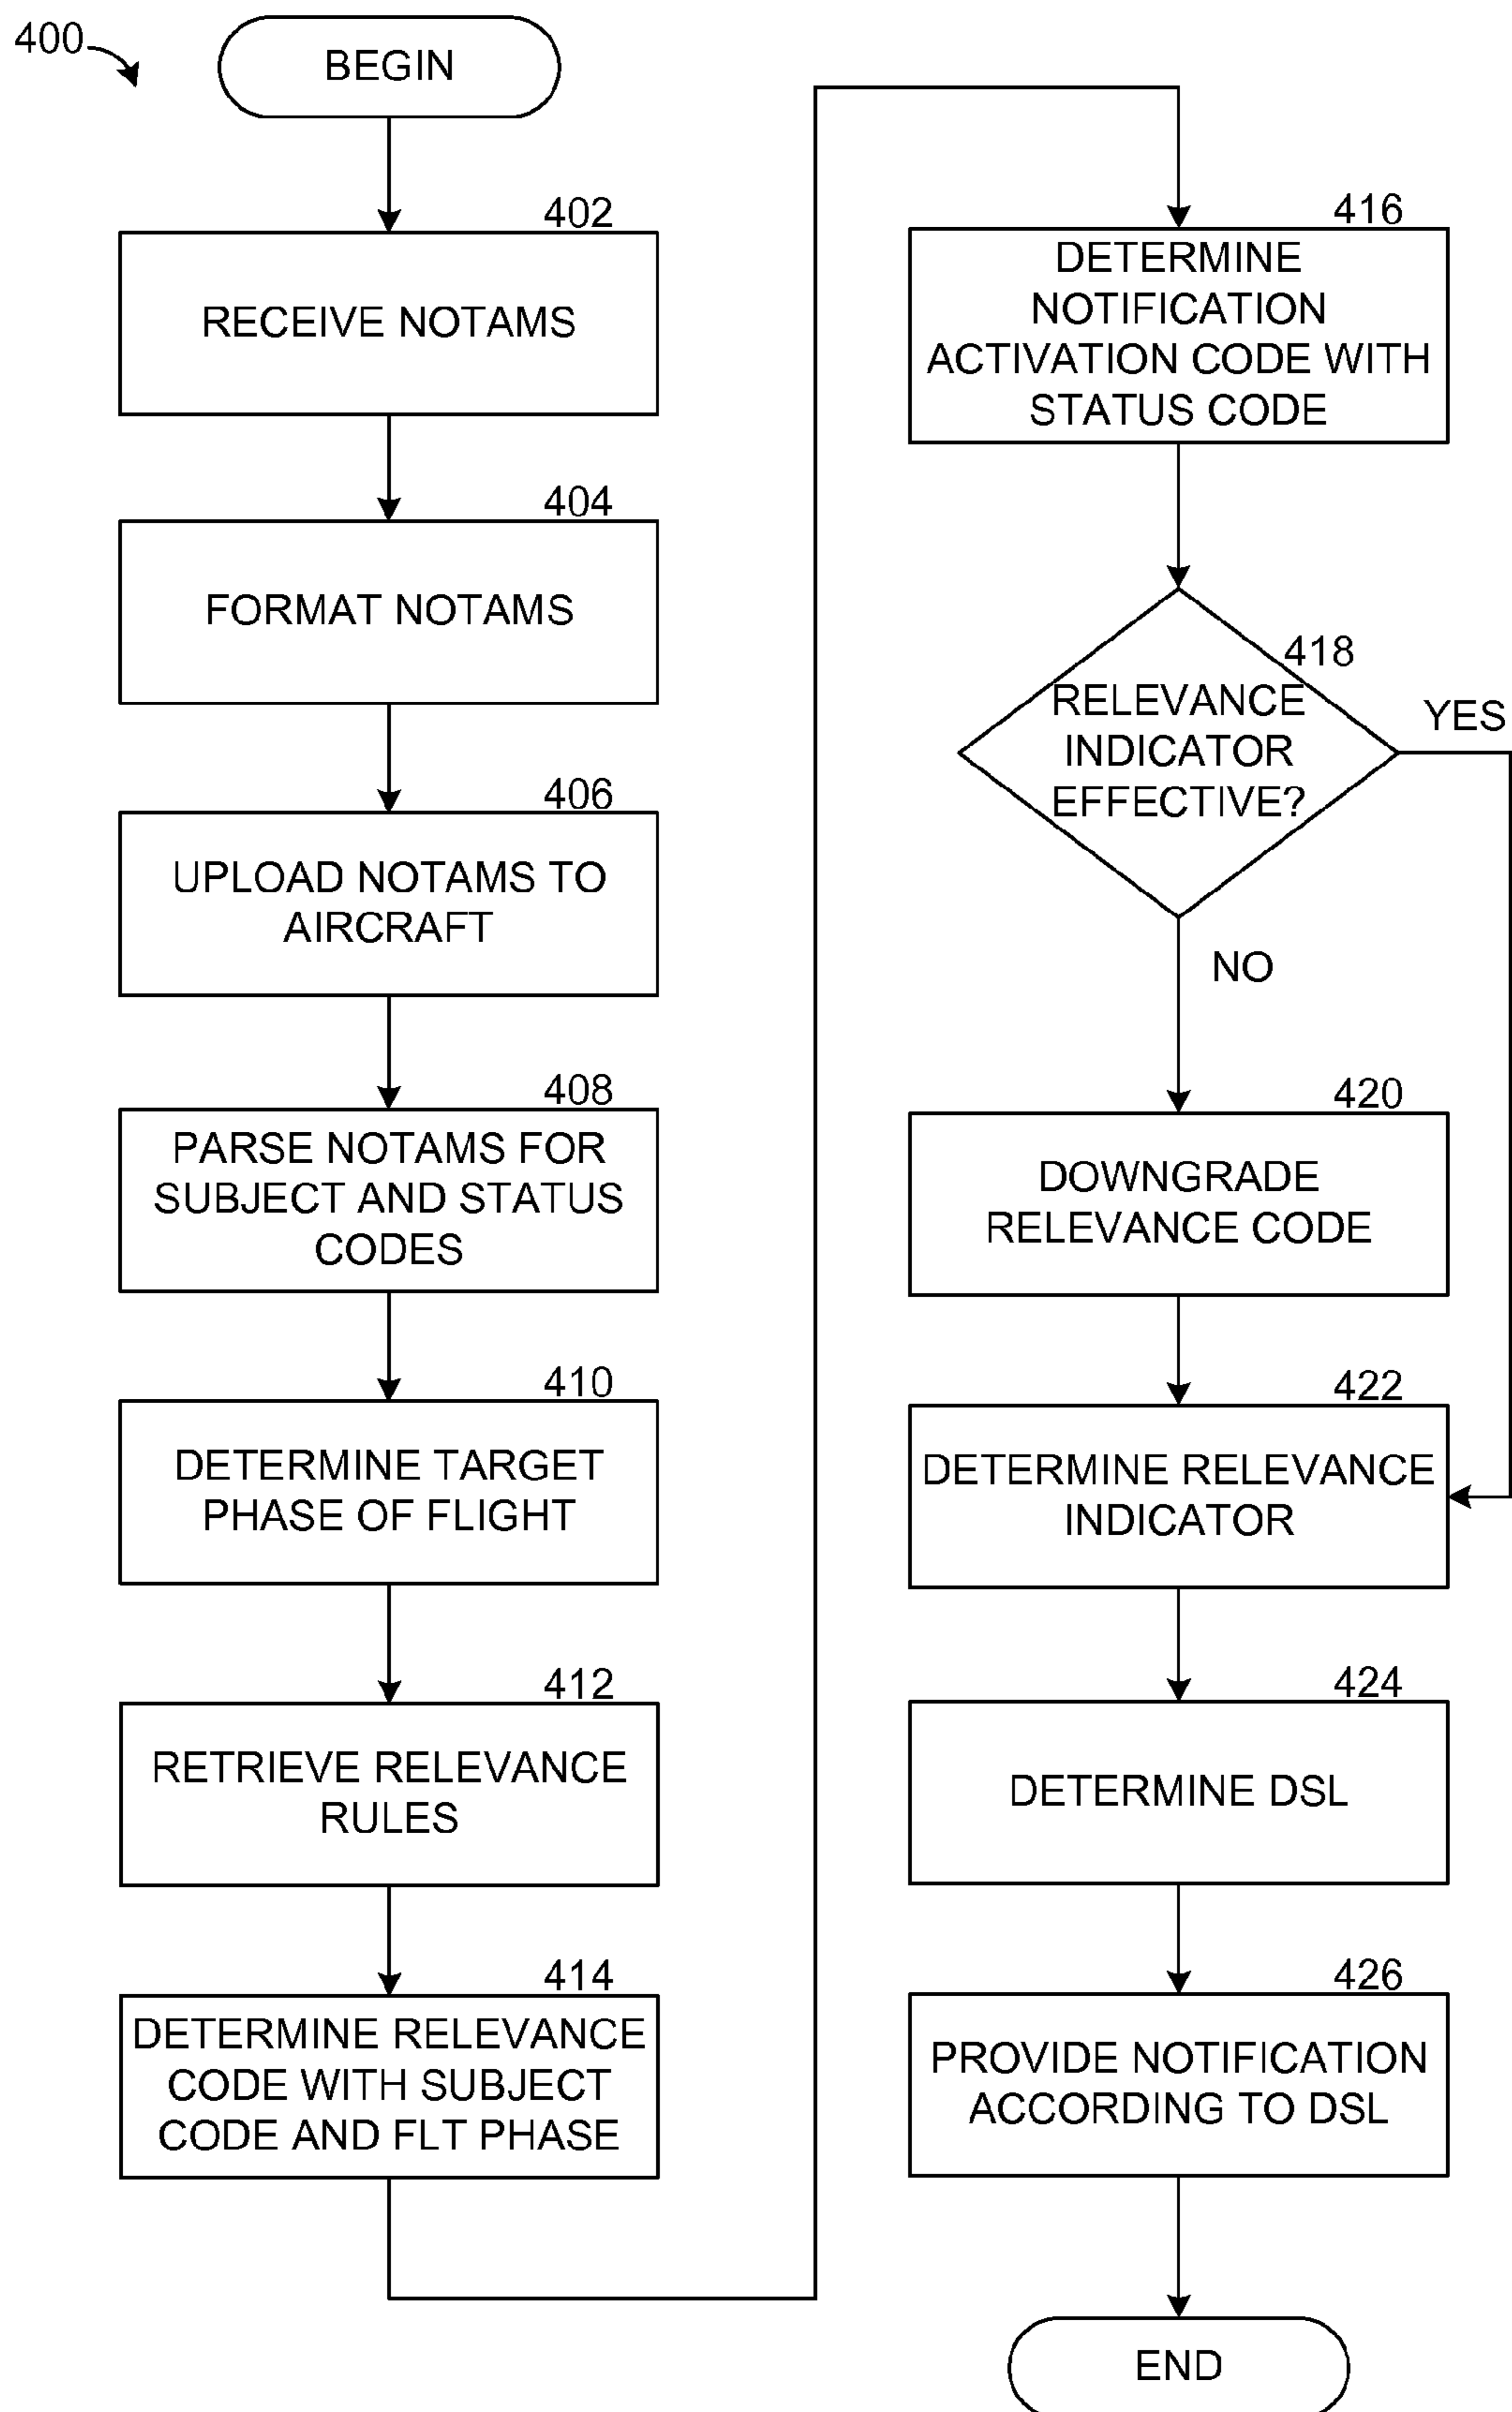 400
BEGIN
402
RECEIVE NOTAMS
404
FORMAT NOTAMS
406
UPLOAD NOTAMS TO
AIRCRAFT
408
PARSE NOTAMS FOR
SUBJECT AND STATUS
CODES
410
DETERMINE TARGET
PHASE OF FLIGHT
412
RETRIEVE RELEVANCE
RULES
414
DETERMINE RELEVANCE
CODE WITH SUBJECT
CODE AND FLT PHASE
416
DETERMINE
NOTIFICATION
ACTIVATION CODE WITH
STATUS CODE
418
RELEVANCE
INDICATOR
EFFECTIVE?
YES
NO
420
DOWNGRADE
RELEVANCE CODE
422
DETERMINE RELEVANCE
INDICATOR
424
DETERMINE DSL
426
PROVIDE NOTIFICATION
ACCORDING TO DSL
END